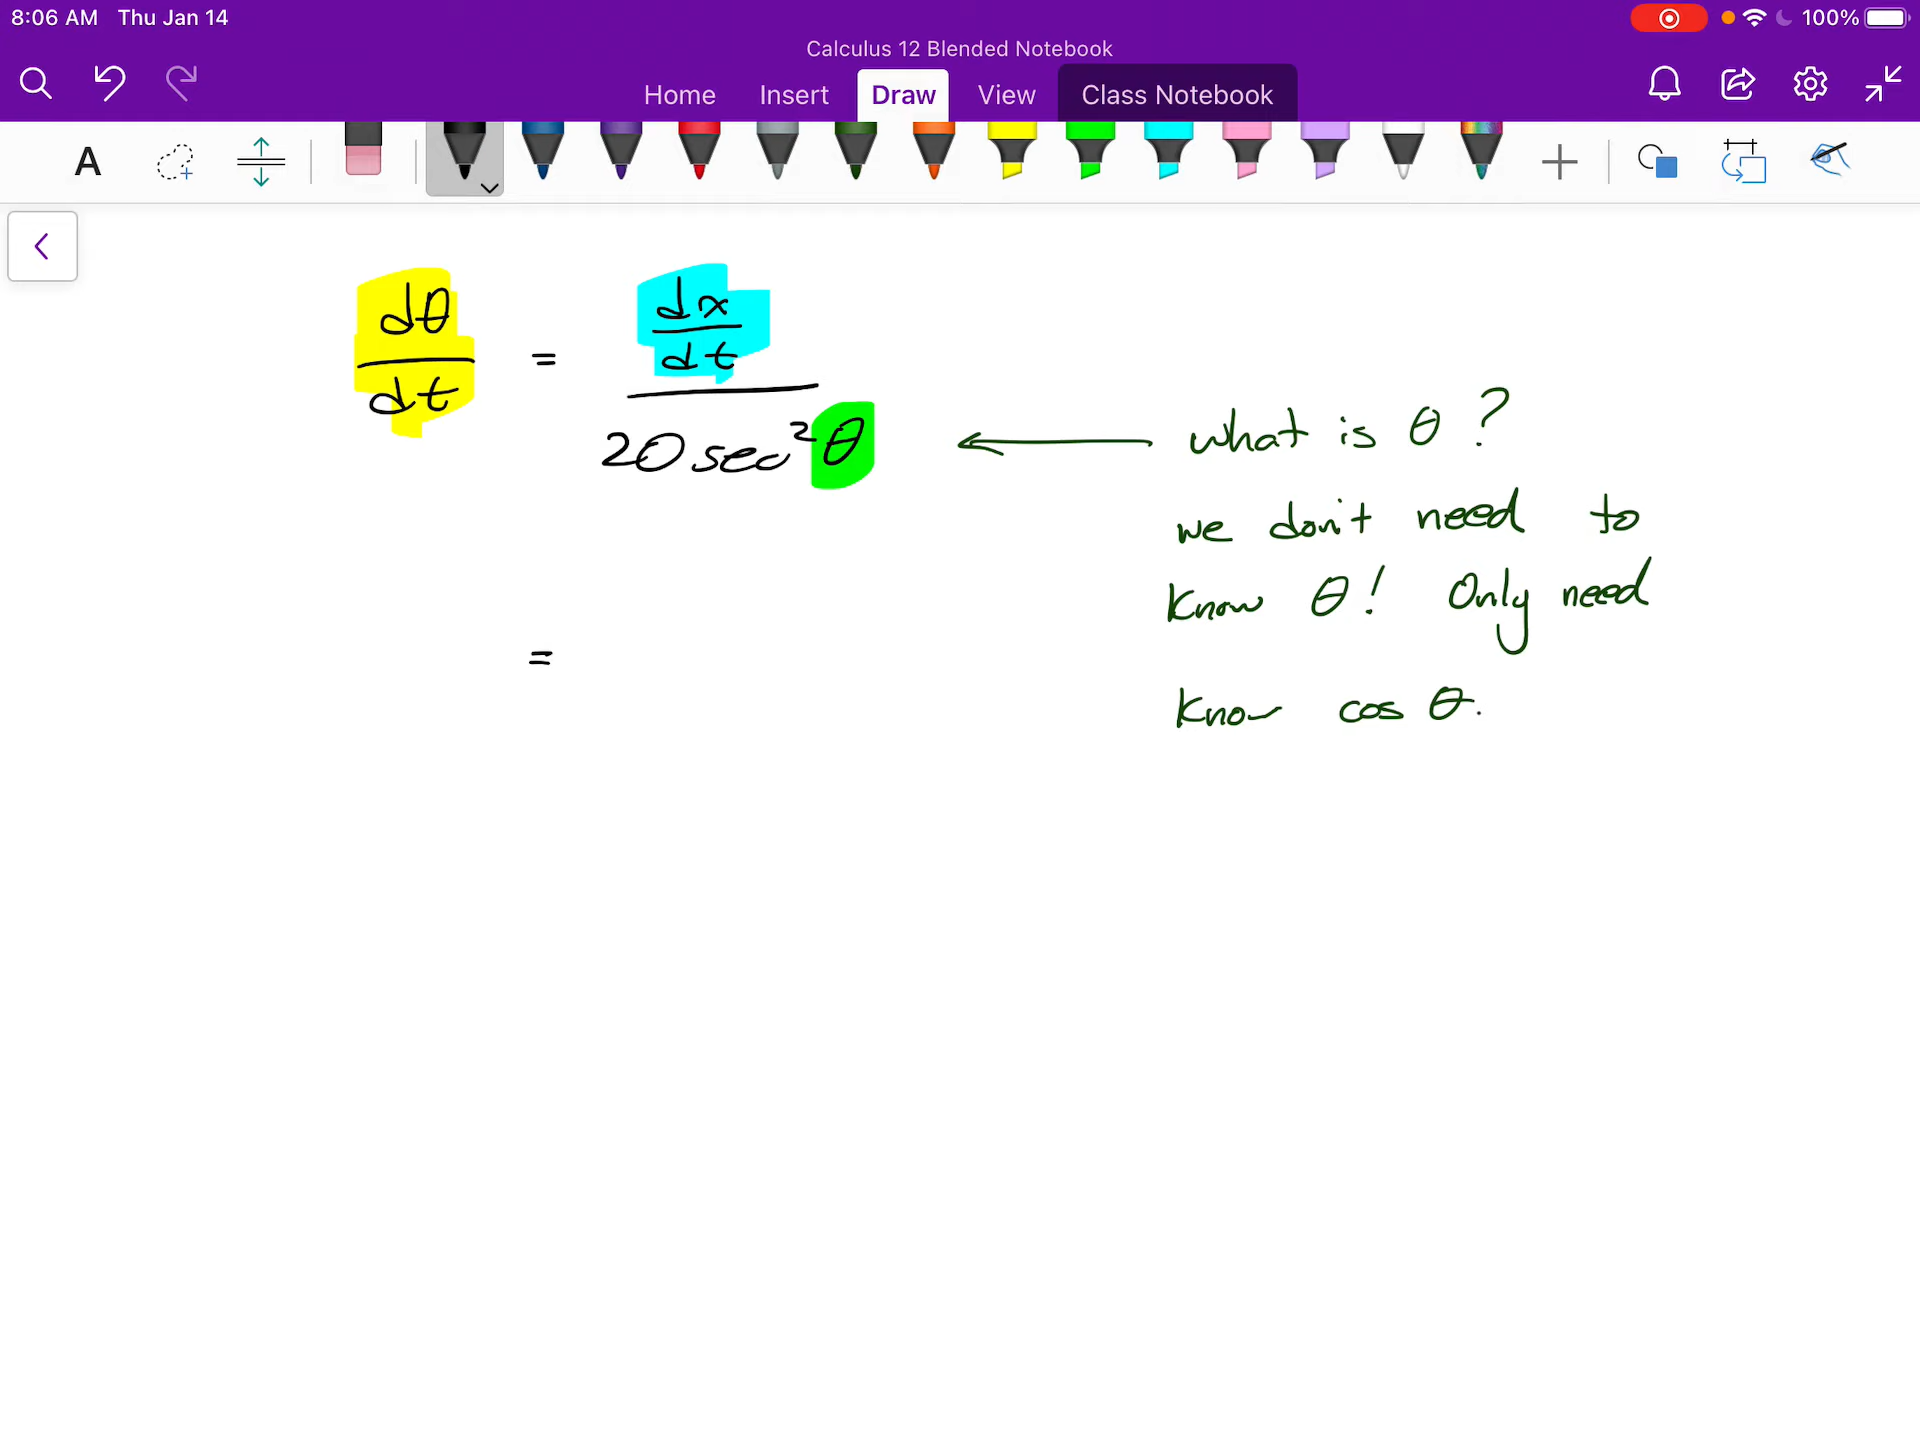 8:06 AM Thu Jan 14
100%
Calculus 12 Blended Notebook
Home Insert Draw View Class Notebook
A
dθ/dt = (dx/dt)/(20 sec²θ)
what is θ?
we don't need to
know θ! Only need
=
know cos θ.